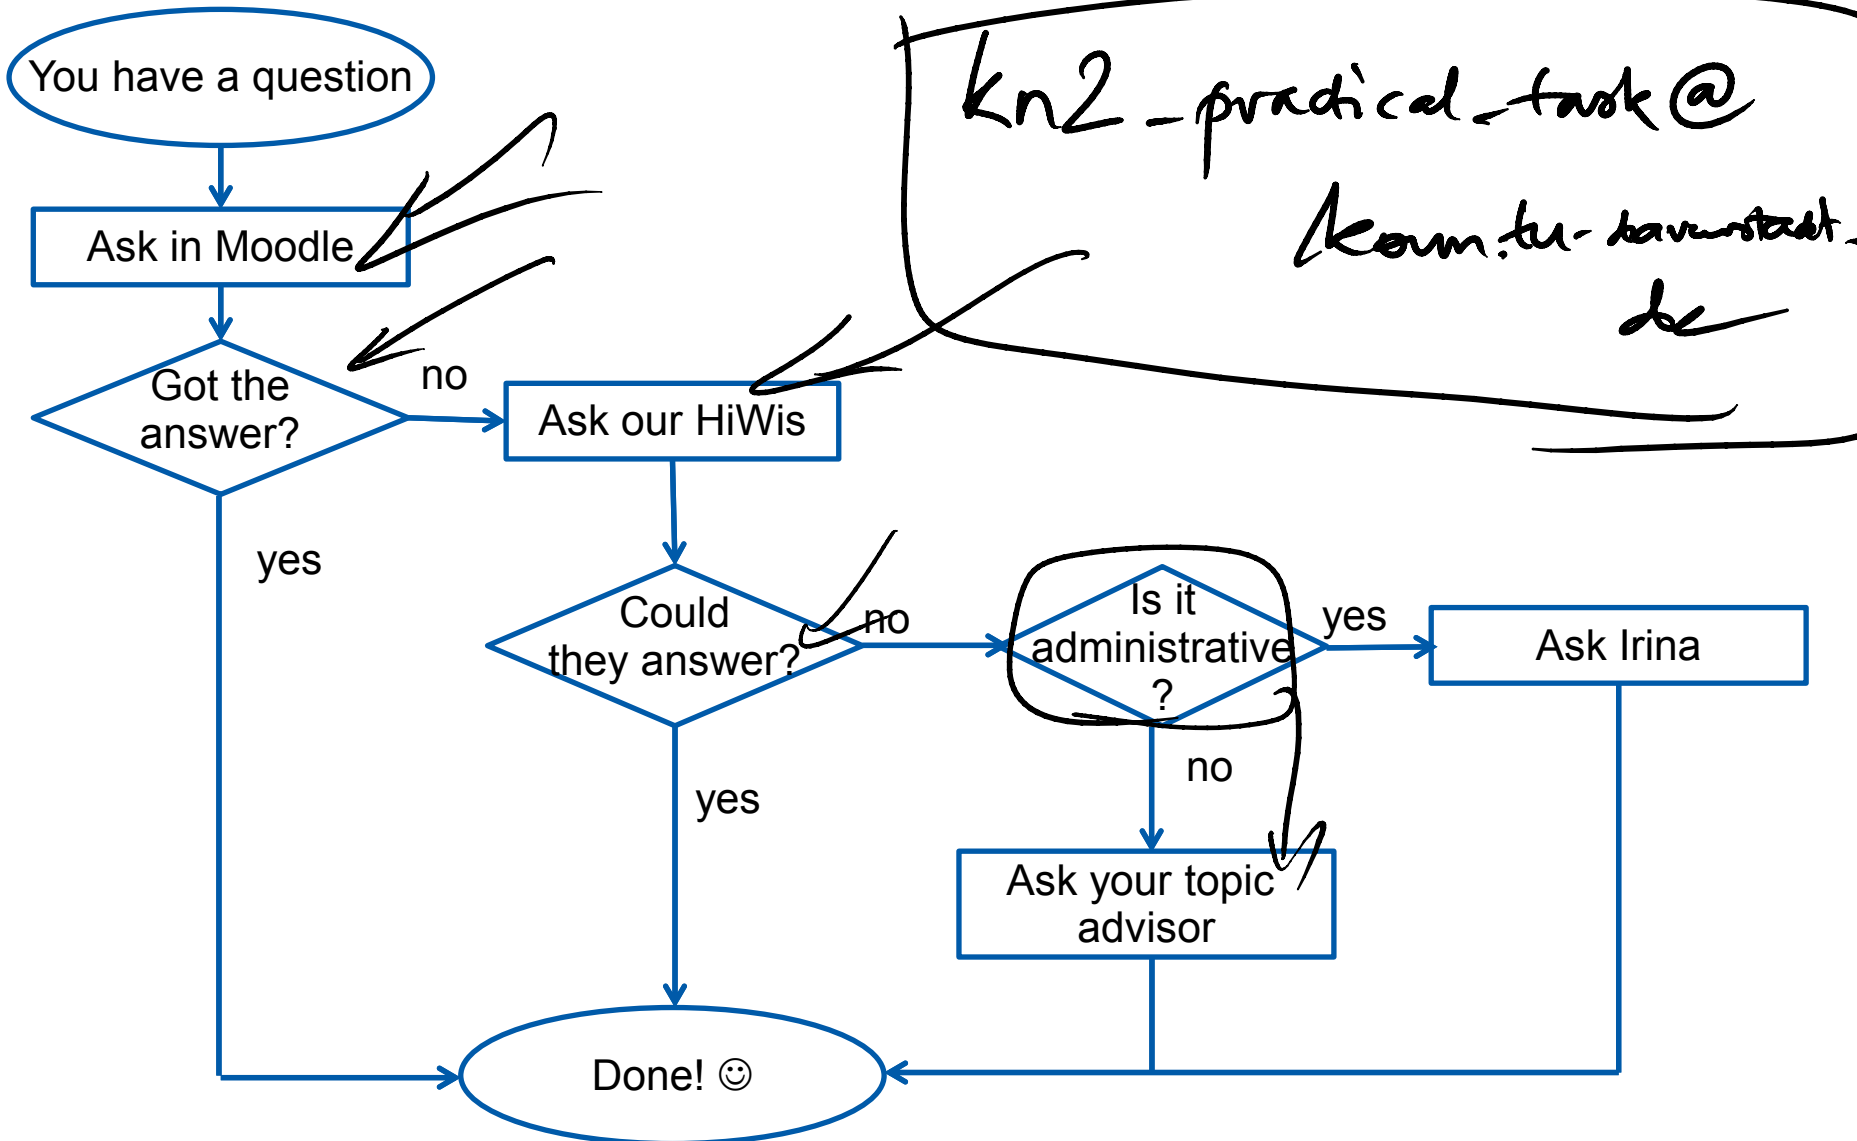 You have a question
kn2_practical_task@
kom.tu-darmstadt.
de
Ask in Moodle
Got the
answer?
no
Ask our HiWis
yes
Could
they answer?
no
Is it
administrative
?
yes
Ask Irina
no
yes
Ask your topic
advisor
Done! ☺